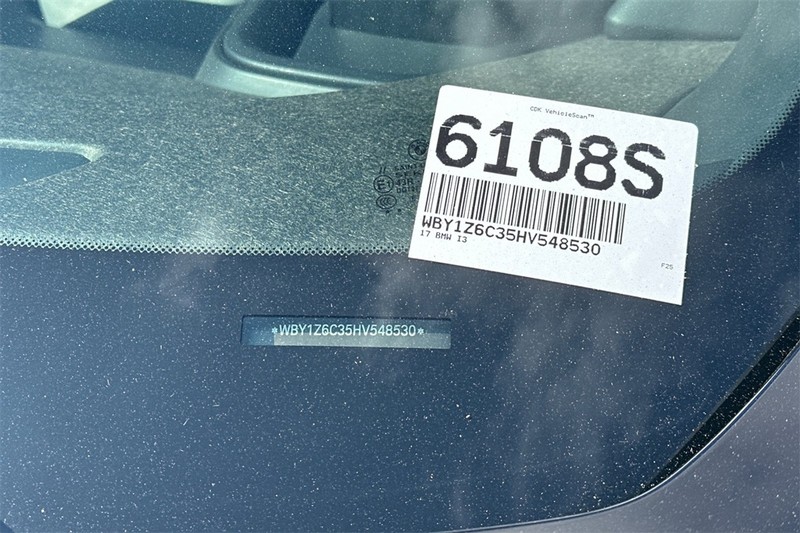 CDK VehicleScan™
6108S
WBY1Z6C35HV548530
17 BMW I3
F25
*WBY1Z6C35HV548530*